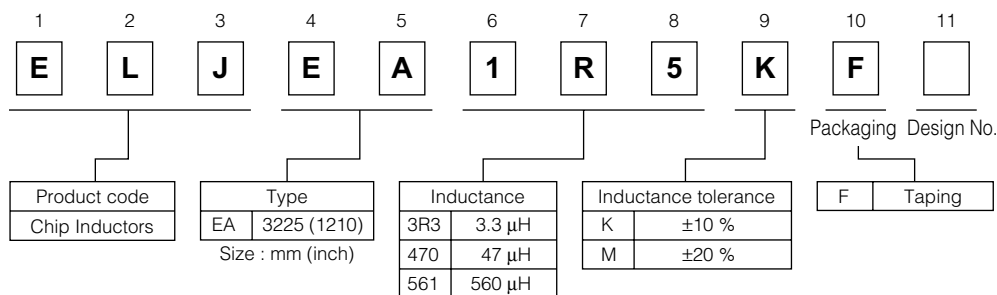 1 2 3 4 5 6 7 8 9 10 11
E L J E A 1 R 5 K F
Packaging Design No.
Product code
Chip Inductors
Type
EA 3225 (1210)
Size : mm (inch)
Inductance
3R3 3.3 μH
470 47 μH
561 560 μH
Inductance tolerance
K ±10 %
M ±20 %
F Taping